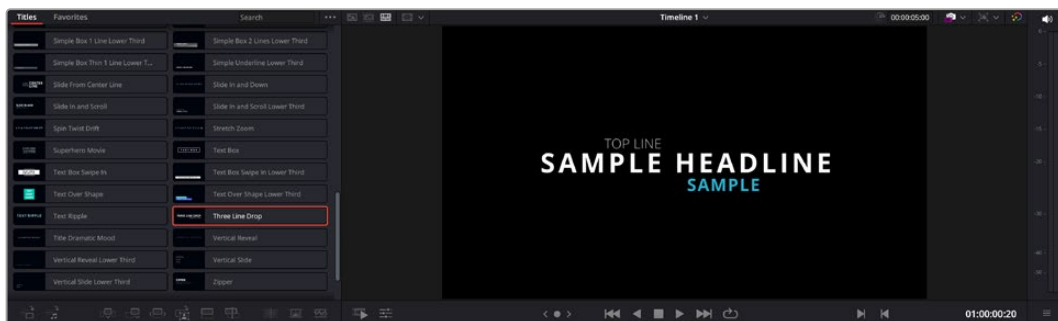 Titles Favorites Search
Timeline 1
00:00:05:00
Simple Box 1 Line Lower Third
Simple Box 2 Lines Lower Third
Simple Box Thin 1 Line Lower T...
Simple Underline Lower Third
Slide From Center Line
Slide In and Down
Slide In and Scroll
Slide In and Scroll Lower Third
Spin Twist Drift
Stretch Zoom
Superhero Movie
Text Box
Text Box Swipe In
Text Box Swipe In Lower Third
Text Over Shape
Text Over Shape Lower Third
Text Ripple
Three Line Drop
Title Dramatic Mood
Vertical Reveal
Vertical Reveal Lower Third
Vertical Slide
Vertical Slide Lower Third
Zipper
TOP LINE
SAMPLE HEADLINE
SAMPLE
01:00:00:20